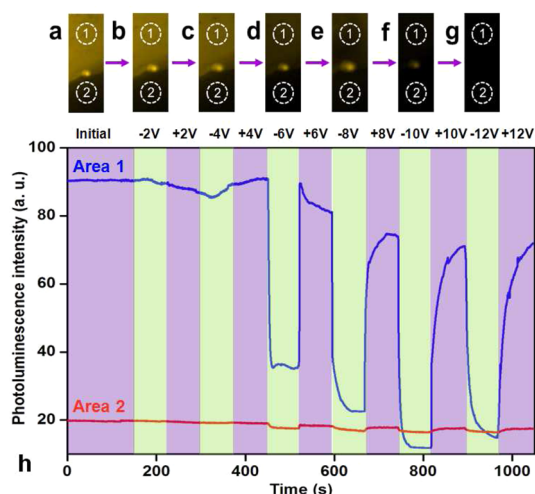 a b c d e f g
1 1 1 1 1 1 1
2 2 2 2 2 2 2
Initial -2V +2V -4V +4V -6V +6V -8V +8V -10V +10V -12V +12V
100
80
60
40
20
Photoluminescence intensity (a. u.)
Area 1
Area 2
h
0 200 400 600 800 1000
Time (s)